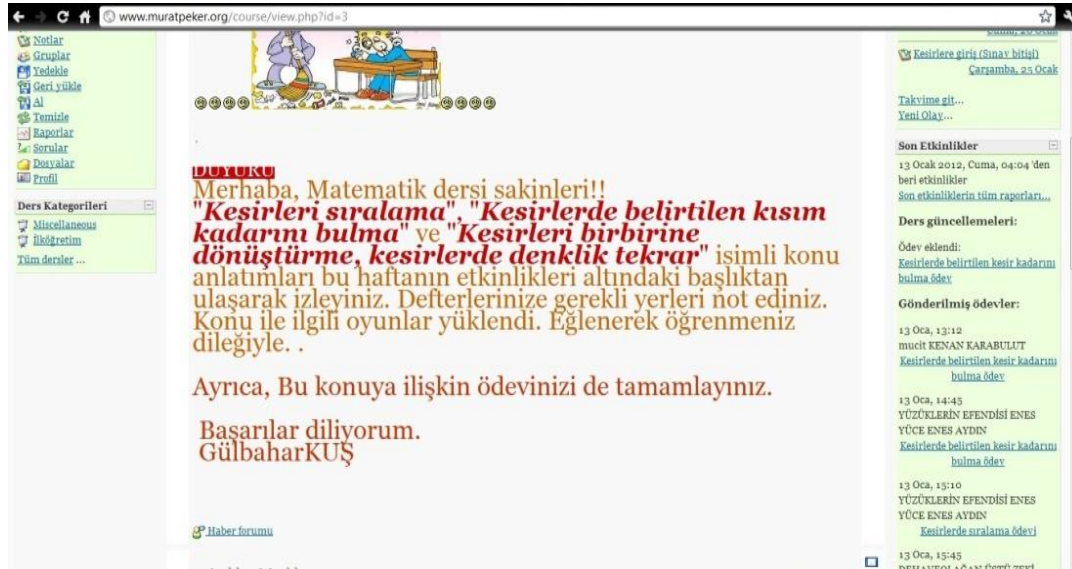 www.muratpeker.org/course/view.php?id=3
Notlar
Gruplar
Yedekle
Geri yükle
Al
Temizle
Raporlar
Sorular
Dosyalar
Profil
Ders Kategorileri
Miscellaneous
İlköğretim
Tüm dersler ...
DUYURU
Merhaba, Matematik dersi sakinleri!!
"Kesirleri sıralama", "Kesirlerde belirtilen kısım
kadarını bulma" ve "Kesirleri birbirine
dönüştürme, kesirlerde denklik tekrar" isimli konu
anlatımları bu haftanın etkinlikleri altındaki başlıktan
ulaşarak izleyiniz. Defterlerinize gerekli yerleri not ediniz.
Konu ile ilgili oyunlar yüklendi. Eğlenerek öğrenmeniz
dileğiyle. .
Ayrıca, Bu konuya ilişkin ödevinizi de tamamlayınız.
Başarılar diliyorum.
GülbaharKUŞ
Haber forumu
Cuma, 20 Ocak
Kesirlere giriş (Sınav bitişi)
Çarşamba, 25 Ocak
Takvime git...
Yeni Olay...
Son Etkinlikler
13 Ocak 2012, Cuma, 04:04 'den
beri etkinlikler
Son etkinliklerin tüm raporları...
Ders güncellemeleri:
Ödev eklendi:
Kesirlerde belirtilen kesir kadarını
bulma ödev
Gönderilmiş ödevler:
13 Oca, 13:12
mucit KENAN KARABULUT
Kesirlerde belirtilen kesir kadarını
bulma ödev
13 Oca, 14:45
YÜZÜKLERİN EFENDİSİ ENES
YÜCE ENES AYDIN
Kesirlerde belirtilen kesir kadarını
bulma ödev
13 Oca, 15:10
YÜZÜKLERİN EFENDİSİ ENES
YÜCE ENES AYDIN
Kesirlerde sıralama ödevi
13 Oca, 15:45